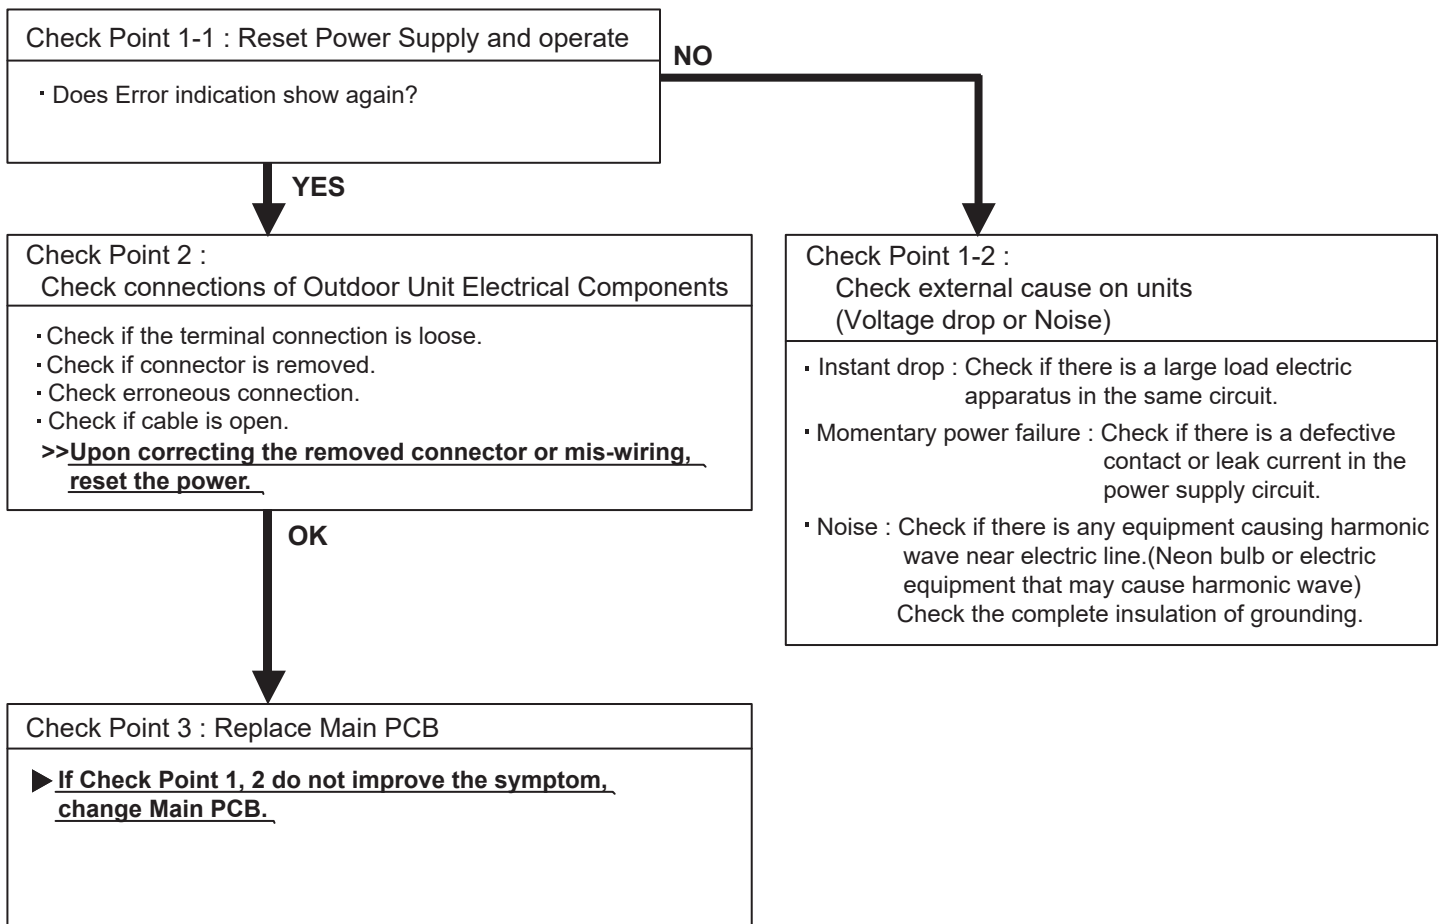 Check Point 1-1 : Reset Power Supply and operate
・Does Error indication show again?
NO
YES
Check Point 2 :
Check connections of Outdoor Unit Electrical Components
・Check if the terminal connection is loose.
・Check if connector is removed.
・Check erroneous connection.
・Check if cable is open.
>>Upon correcting the removed connector or mis-wiring,
reset the power.
OK
Check Point 3 : Replace Main PCB
▶If Check Point 1, 2 do not improve the symptom,
change Main PCB.
Check Point 1-2 :
Check external cause on units
(Voltage drop or Noise)
・Instant drop : Check if there is a large load electric
apparatus in the same circuit.
・Momentary power failure : Check if there is a defective
contact or leak current in the
power supply circuit.
・Noise : Check if there is any equipment causing harmonic
wave near electric line.(Neon bulb or electric
equipment that may cause harmonic wave)
Check the complete insulation of grounding.